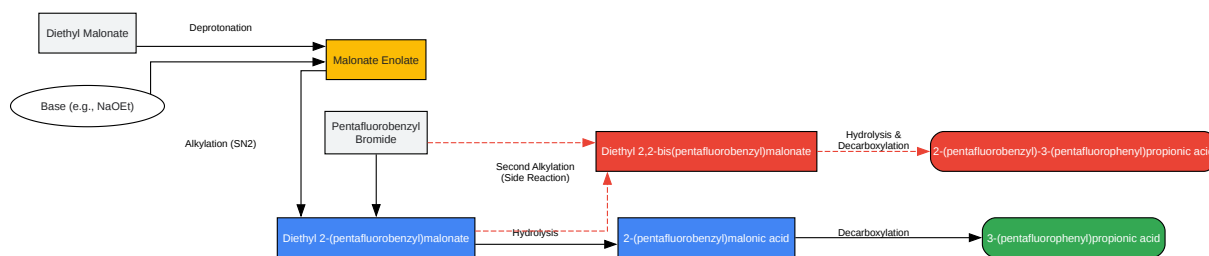 Diethyl Malonate
Deprotonation
Malonate Enolate
Base (e.g., NaOEt)
Pentafluorobenzyl
Bromide
Alkylation (SN2)
Diethyl 2,2-bis(pentafluorobenzyl)malonate
Hydrolysis &
Decarboxylation
2-(pentafluorobenzyl)-3-(pentafluorophenyl)propionic aci
Second Alkylation
(Side Reaction)
Diethyl 2-(pentafluorobenzyl)malonate
Hydrolysis
2-(pentafluorobenzyl)malonic acid
Decarboxylation
3-(pentafluorophenyl)propionic acid